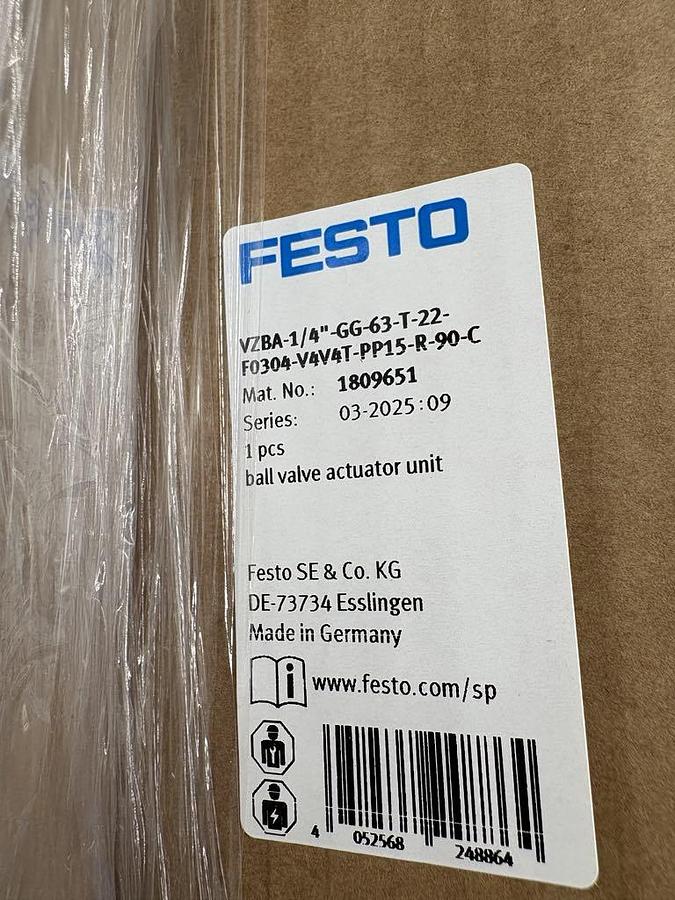 FESTO
VZBA-1/4"-GG-63-T-22-
F0304-V4V4T-PP15-R-90-C
Mat. No.: 1809651
Series: 03-2025:09
1 pcs
ball valve actuator unit
Festo SE & Co. KG
DE-73734 Esslingen
Made in Germany
www.festo.com/sp
4 052568 248864